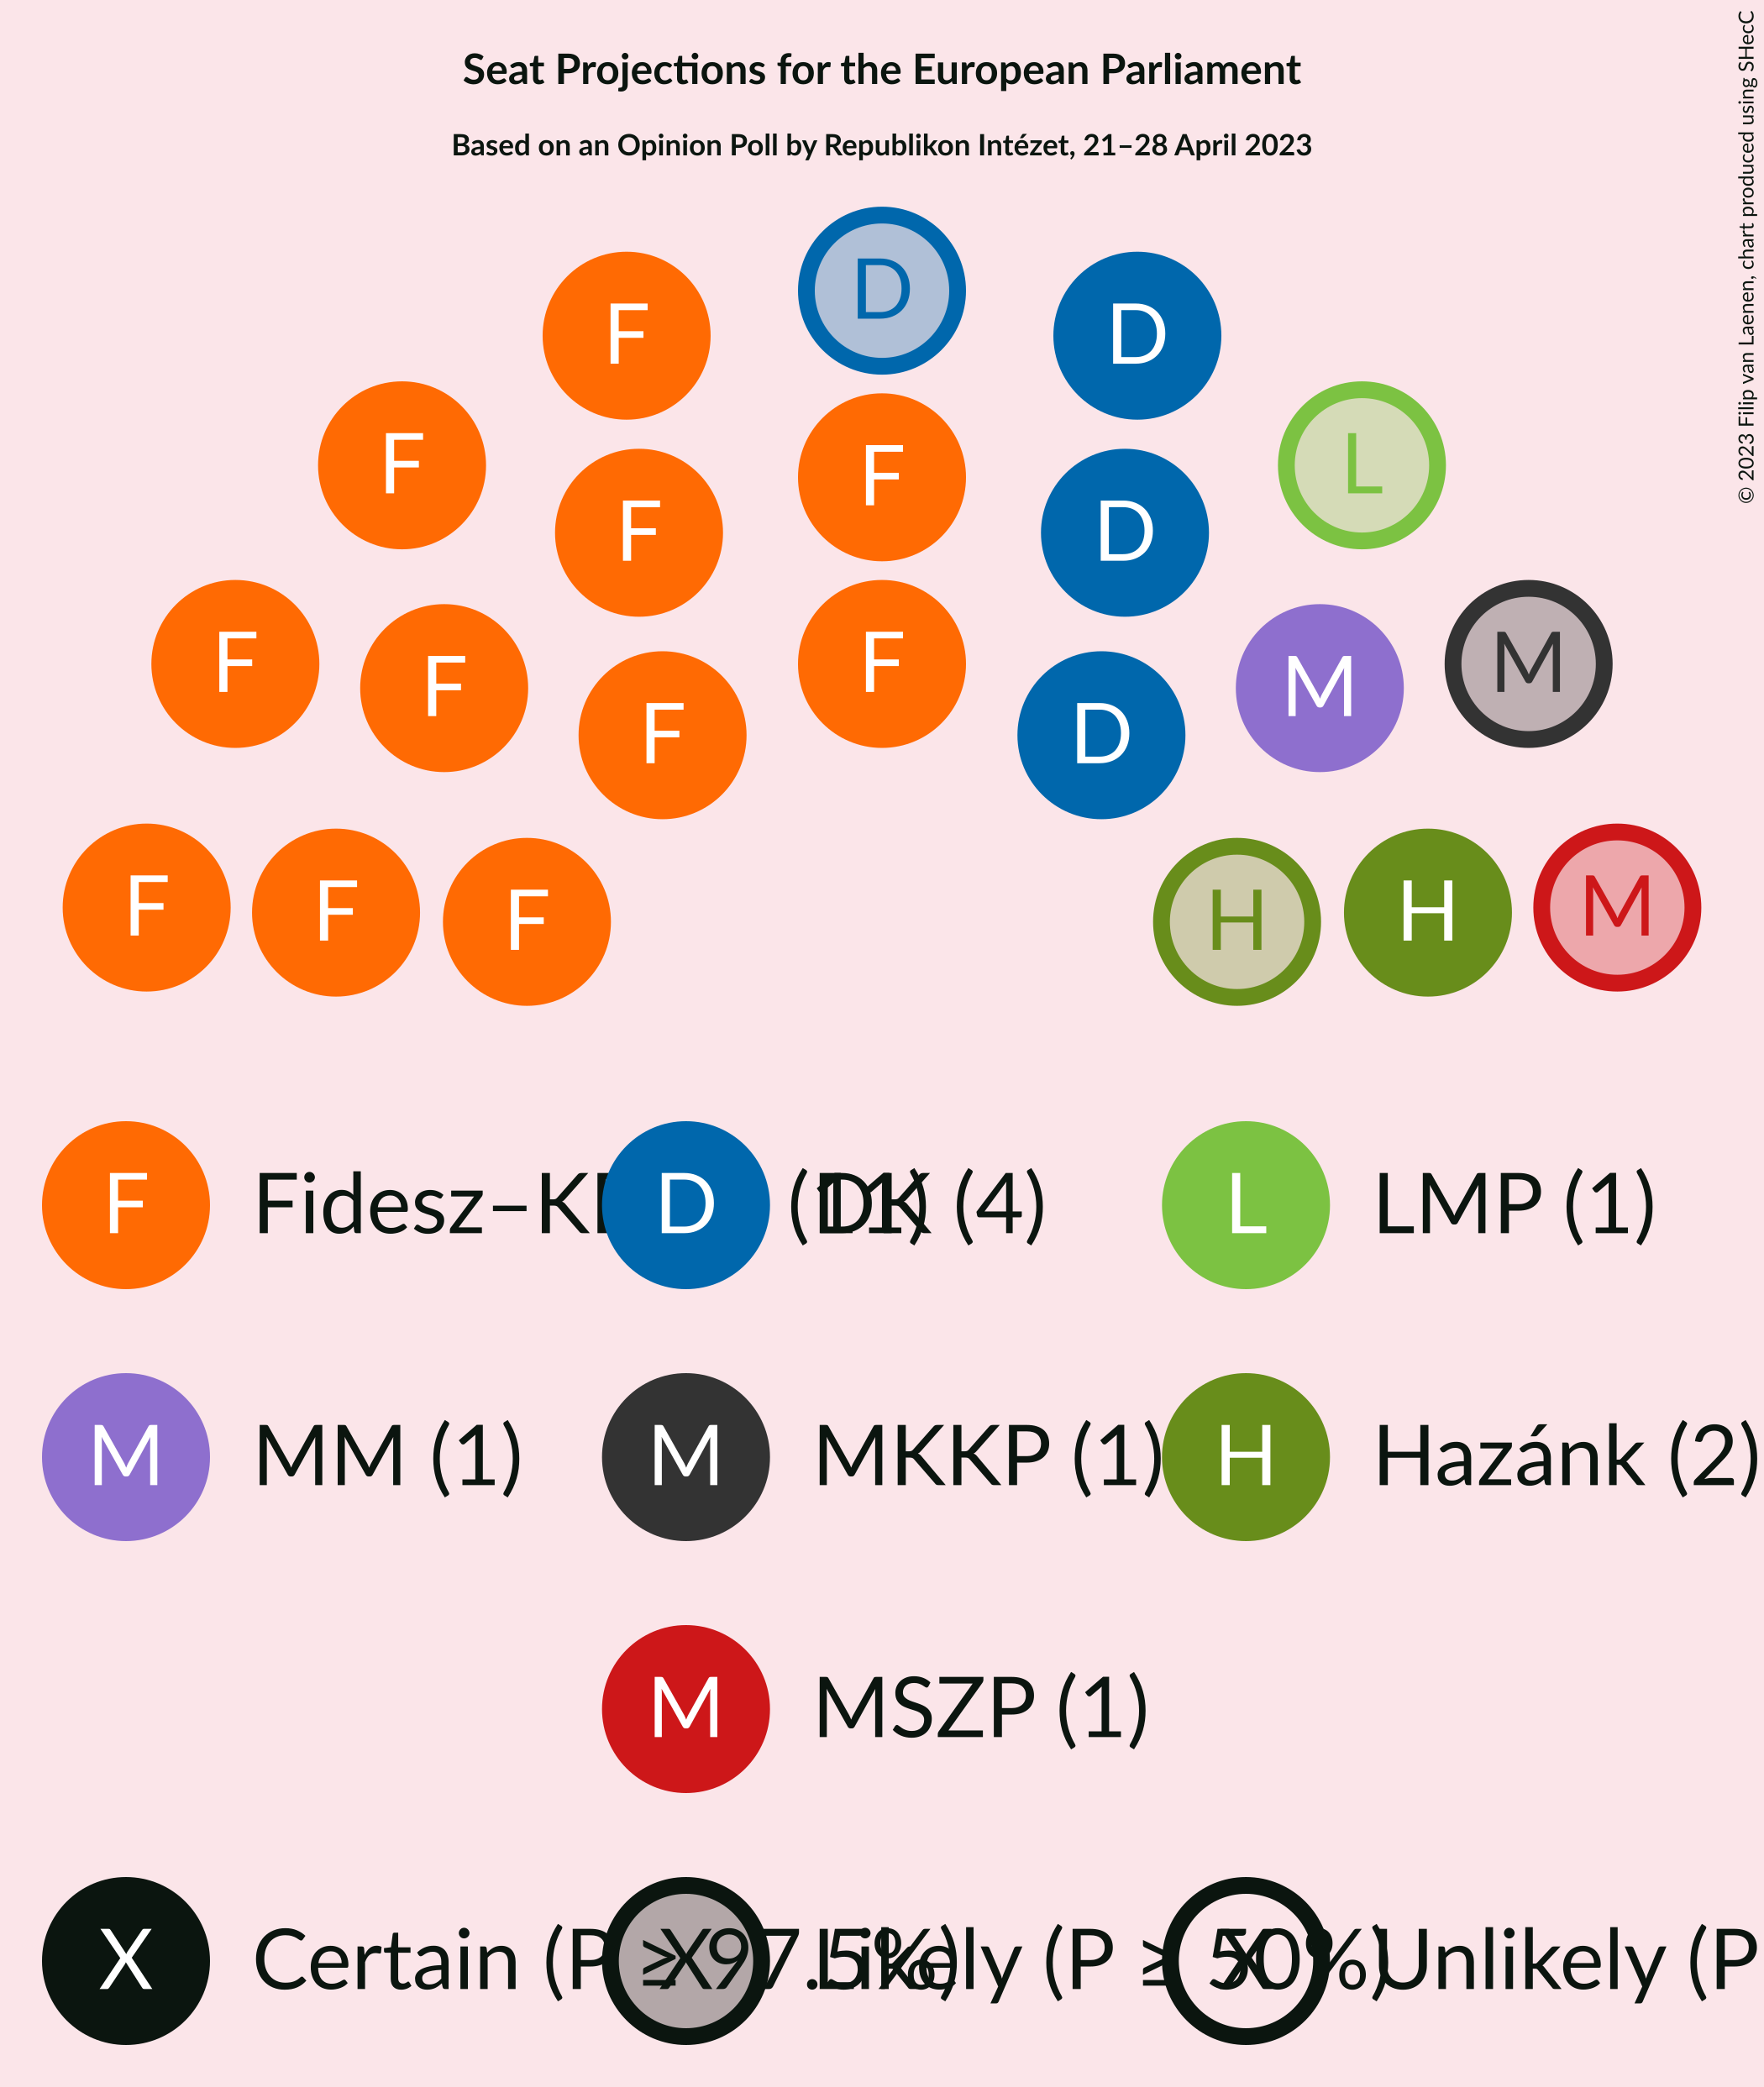 Seat Projections for the European Parliament
Based on an Opinion Poll by Republikon Intézet, 21–28 April 2023
© 2023 Filip van Laenen, chart produced using SHecC
D
F D
F L
F
F D
F M
F M
F F
F D
F F
F H
H M
F Fidesz–K (11) D DK (4) L LMP (1)
M MM (1) M MKKP (1) H Hazánk (2)
M MSZP (1)
X Certain (P ≥ 97.5%) X Likely (P ≥ 50%) X Unlikely (P